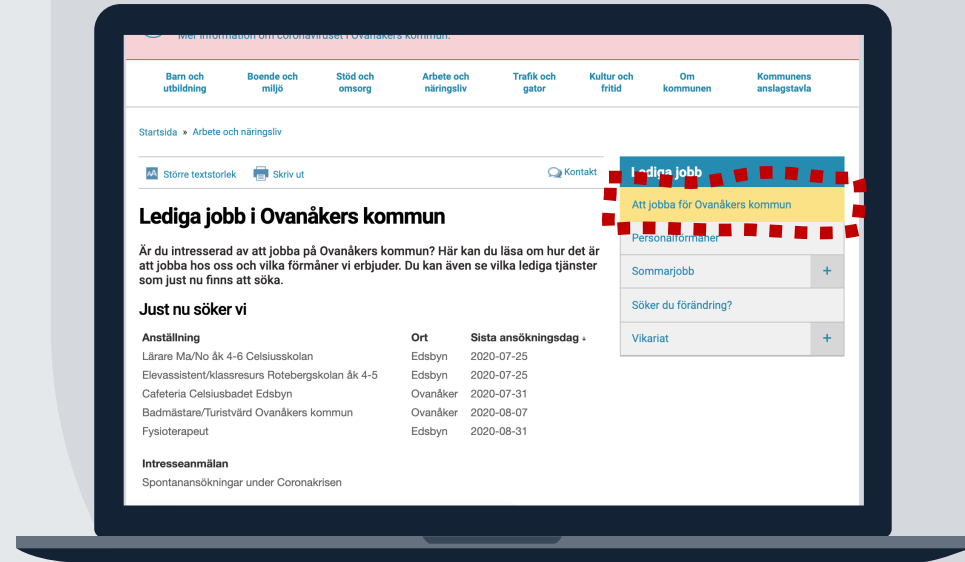 Mer information om coronaviruset i Ovanåkers kommun.
Barn och utbildning
Boende och miljö
Stöd och omsorg
Arbete och näringsliv
Trafik och gator
Kultur och fritid
Om kommunen
Kommunens anslagstavla
Startsida » Arbete och näringsliv
AA Större textstorlek Skriv ut Kontakt
Lediga jobb i Ovanåkers kommun
Är du intresserad av att jobba på Ovanåkers kommun? Här kan du läsa om hur det är
att jobba hos oss och vilka förmåner vi erbjuder. Du kan även se vilka lediga tjänster
som just nu finns att söka.
Just nu söker vi
Anställning Ort Sista ansökningsdag
Lärare Ma/No åk 4-6 Celsiusskolan Edsbyn 2020-07-25
Elevassistent/klassresurs Rotebergskolan åk 4-5 Edsbyn 2020-07-25
Cafeteria Celsiusbadet Edsbyn Ovanåker 2020-07-31
Badmästare/Turistvärd Ovanåkers kommun Ovanåker 2020-08-07
Fysioterapeut Edsbyn 2020-08-31
Intresseanmälan
Spontanansökningar under Coronakrisen
Lediga jobb
Att jobba för Ovanåkers kommun
Personalförmåner
Sommarjobb +
Söker du förändring?
Vikariat +